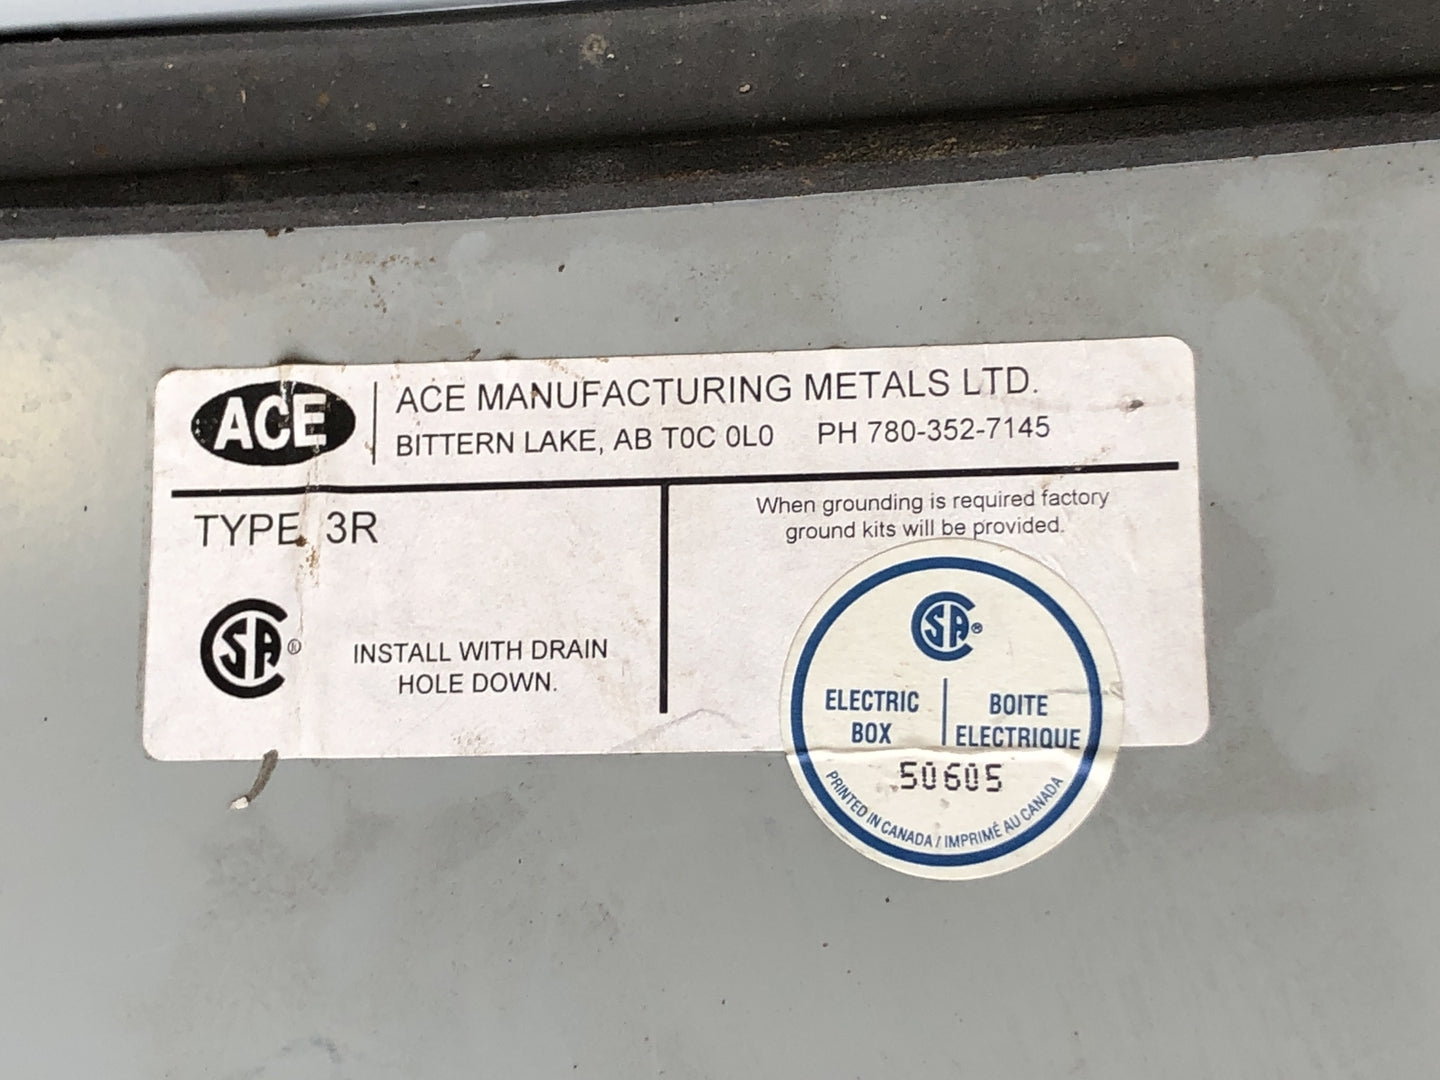 ACE
ACE MANUFACTURING METALS LTD.
BITTERN LAKE, AB T0C 0L0 PH 780-352-7145
TYPE 3R
When grounding is required factory
ground kits will be provided.
CSA®
INSTALL WITH DRAIN
HOLE DOWN.
CSA®
ELECTRIC
BOX
BOITE
ELECTRIQUE
50605
PRINTED IN CANADA / IMPRIMÉ AU CANADA